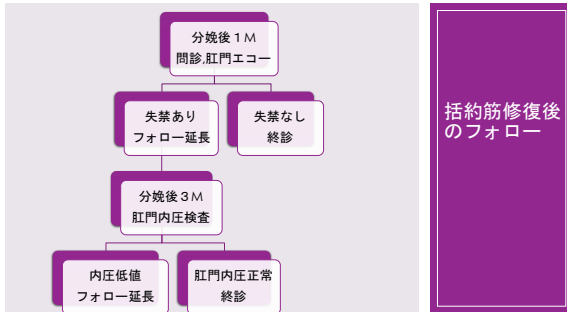 分娩後１M
問診,肛門エコー
失禁あり
フォロー延長
失禁なし
終診
分娩後３M
肛門内圧検査
内圧低値
フォロー延長
肛門内圧正常
終診
括約筋修復後
のフォロー